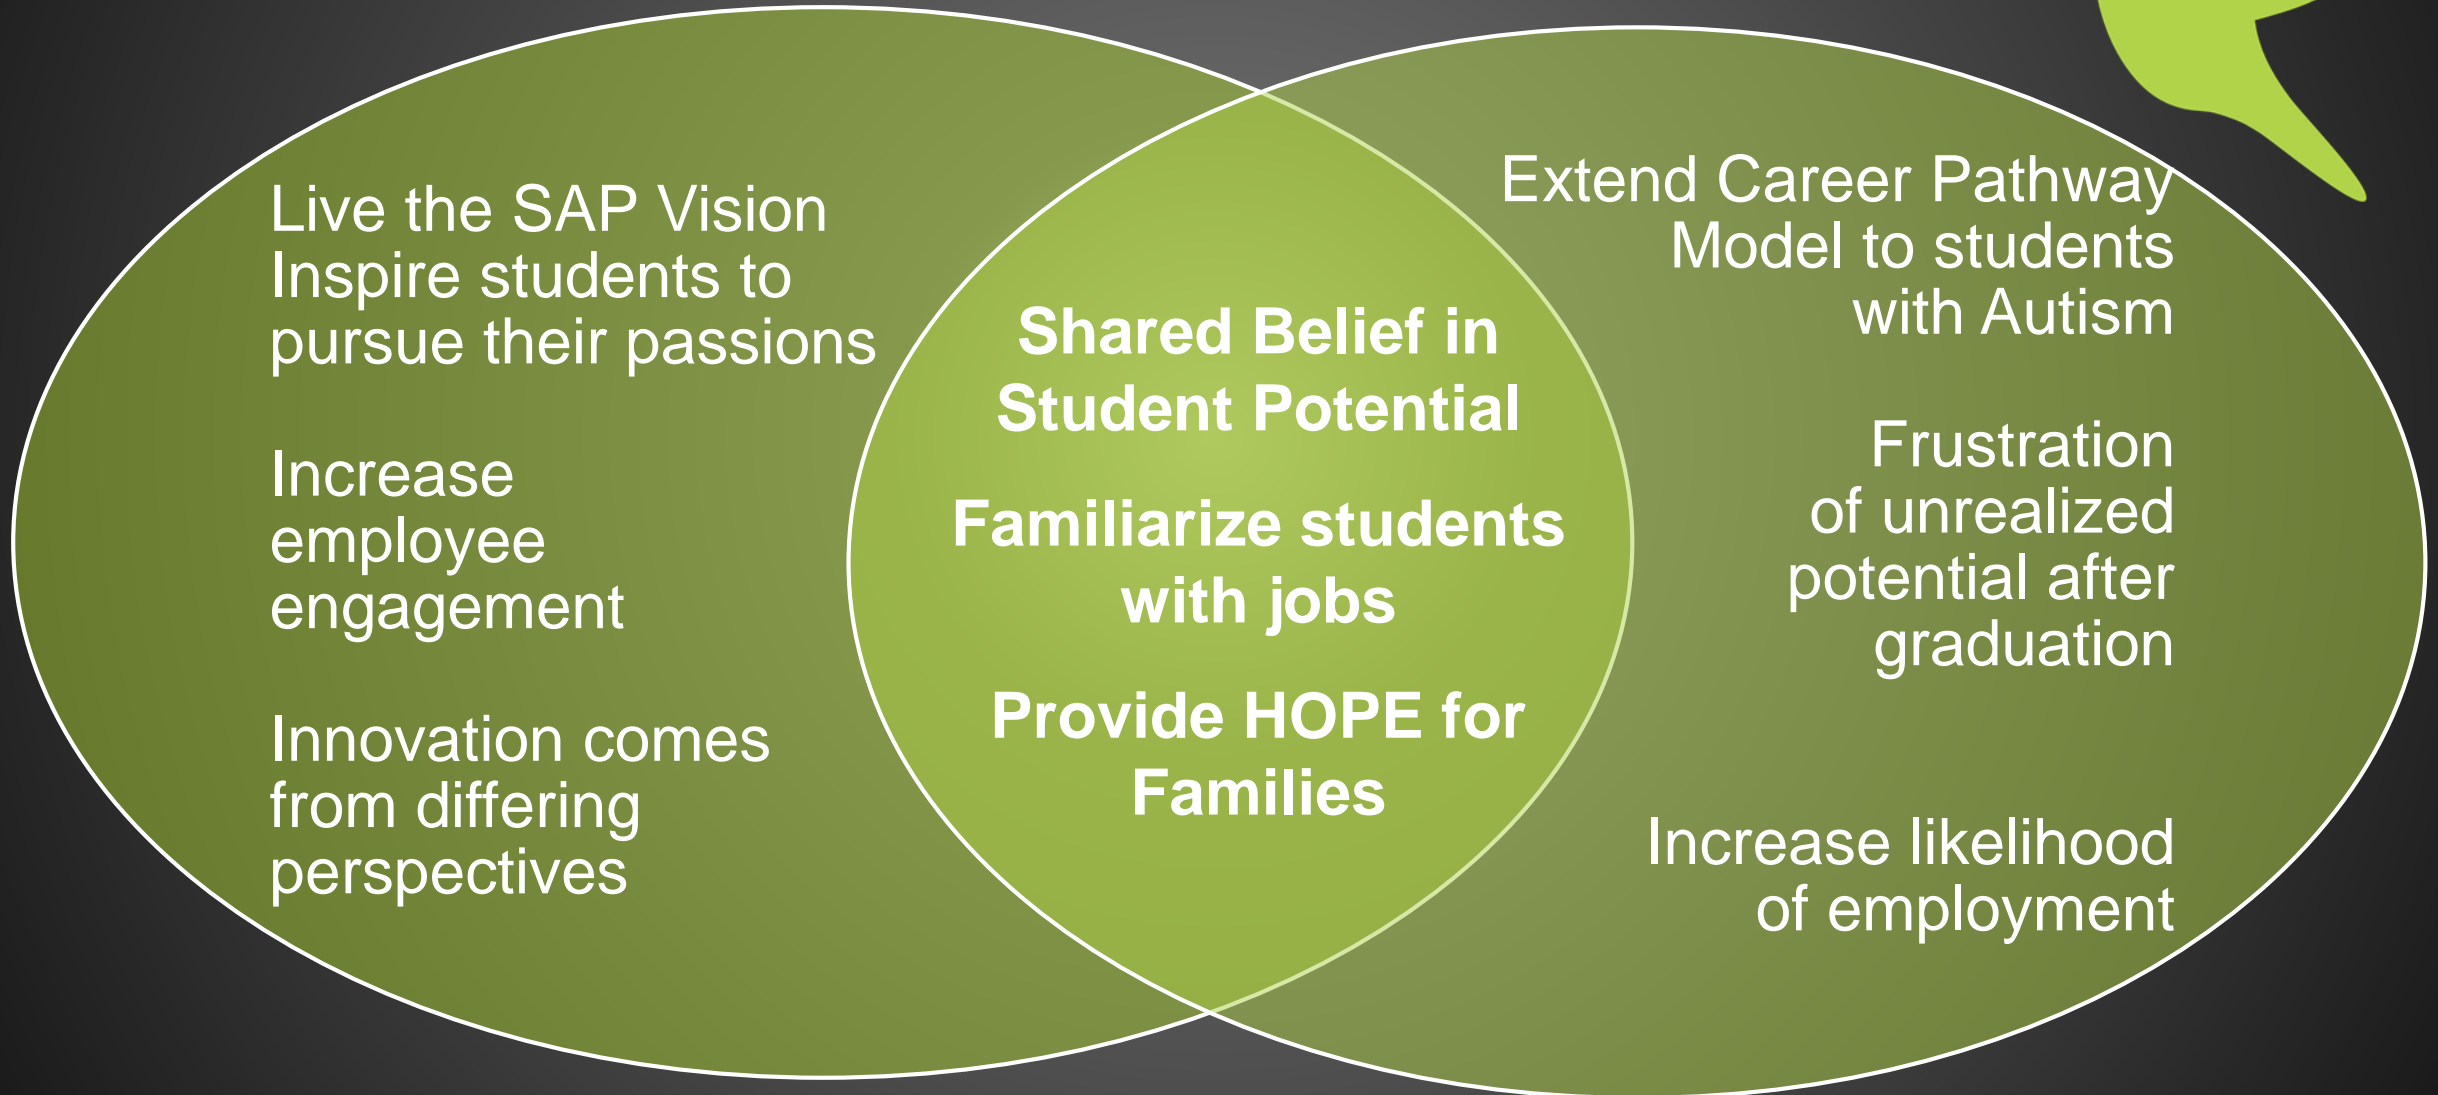 Live the SAP Vision
Inspire students to
pursue their passions
Increase
employee
engagement
Innovation comes
from differing
perspectives
Shared Belief in
Student Potential
Familiarize students
with jobs
Provide HOPE for
Families
Extend Career Pathway
Model to students
with Autism
Frustration
of unrealized
potential after
graduation
Increase likelihood
of employment